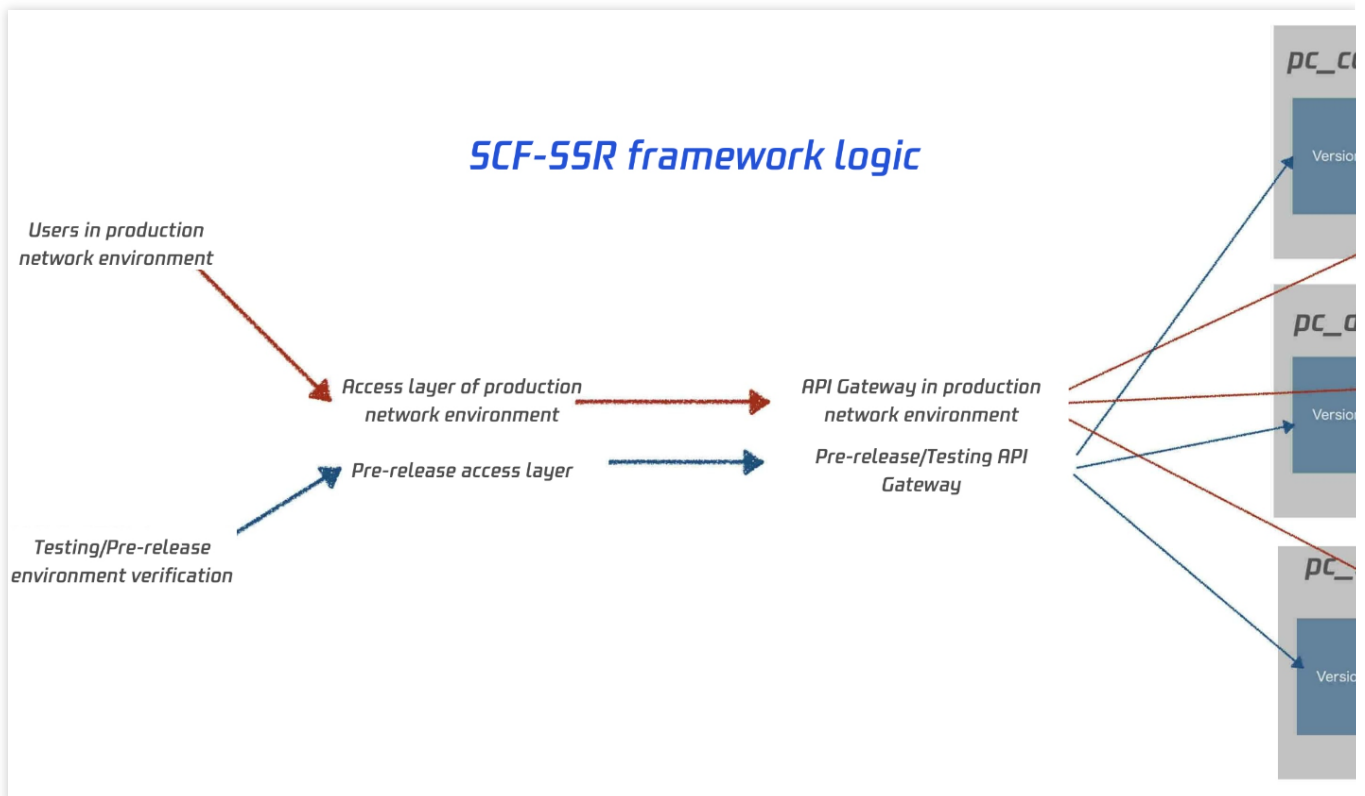 SCF-SSR framework logic
Users in production
network environment
Access layer of production
network environment
API Gateway in production
network environment
Pre-release access layer
Pre-release/Testing API
Gateway
Testing/Pre-release
environment verification